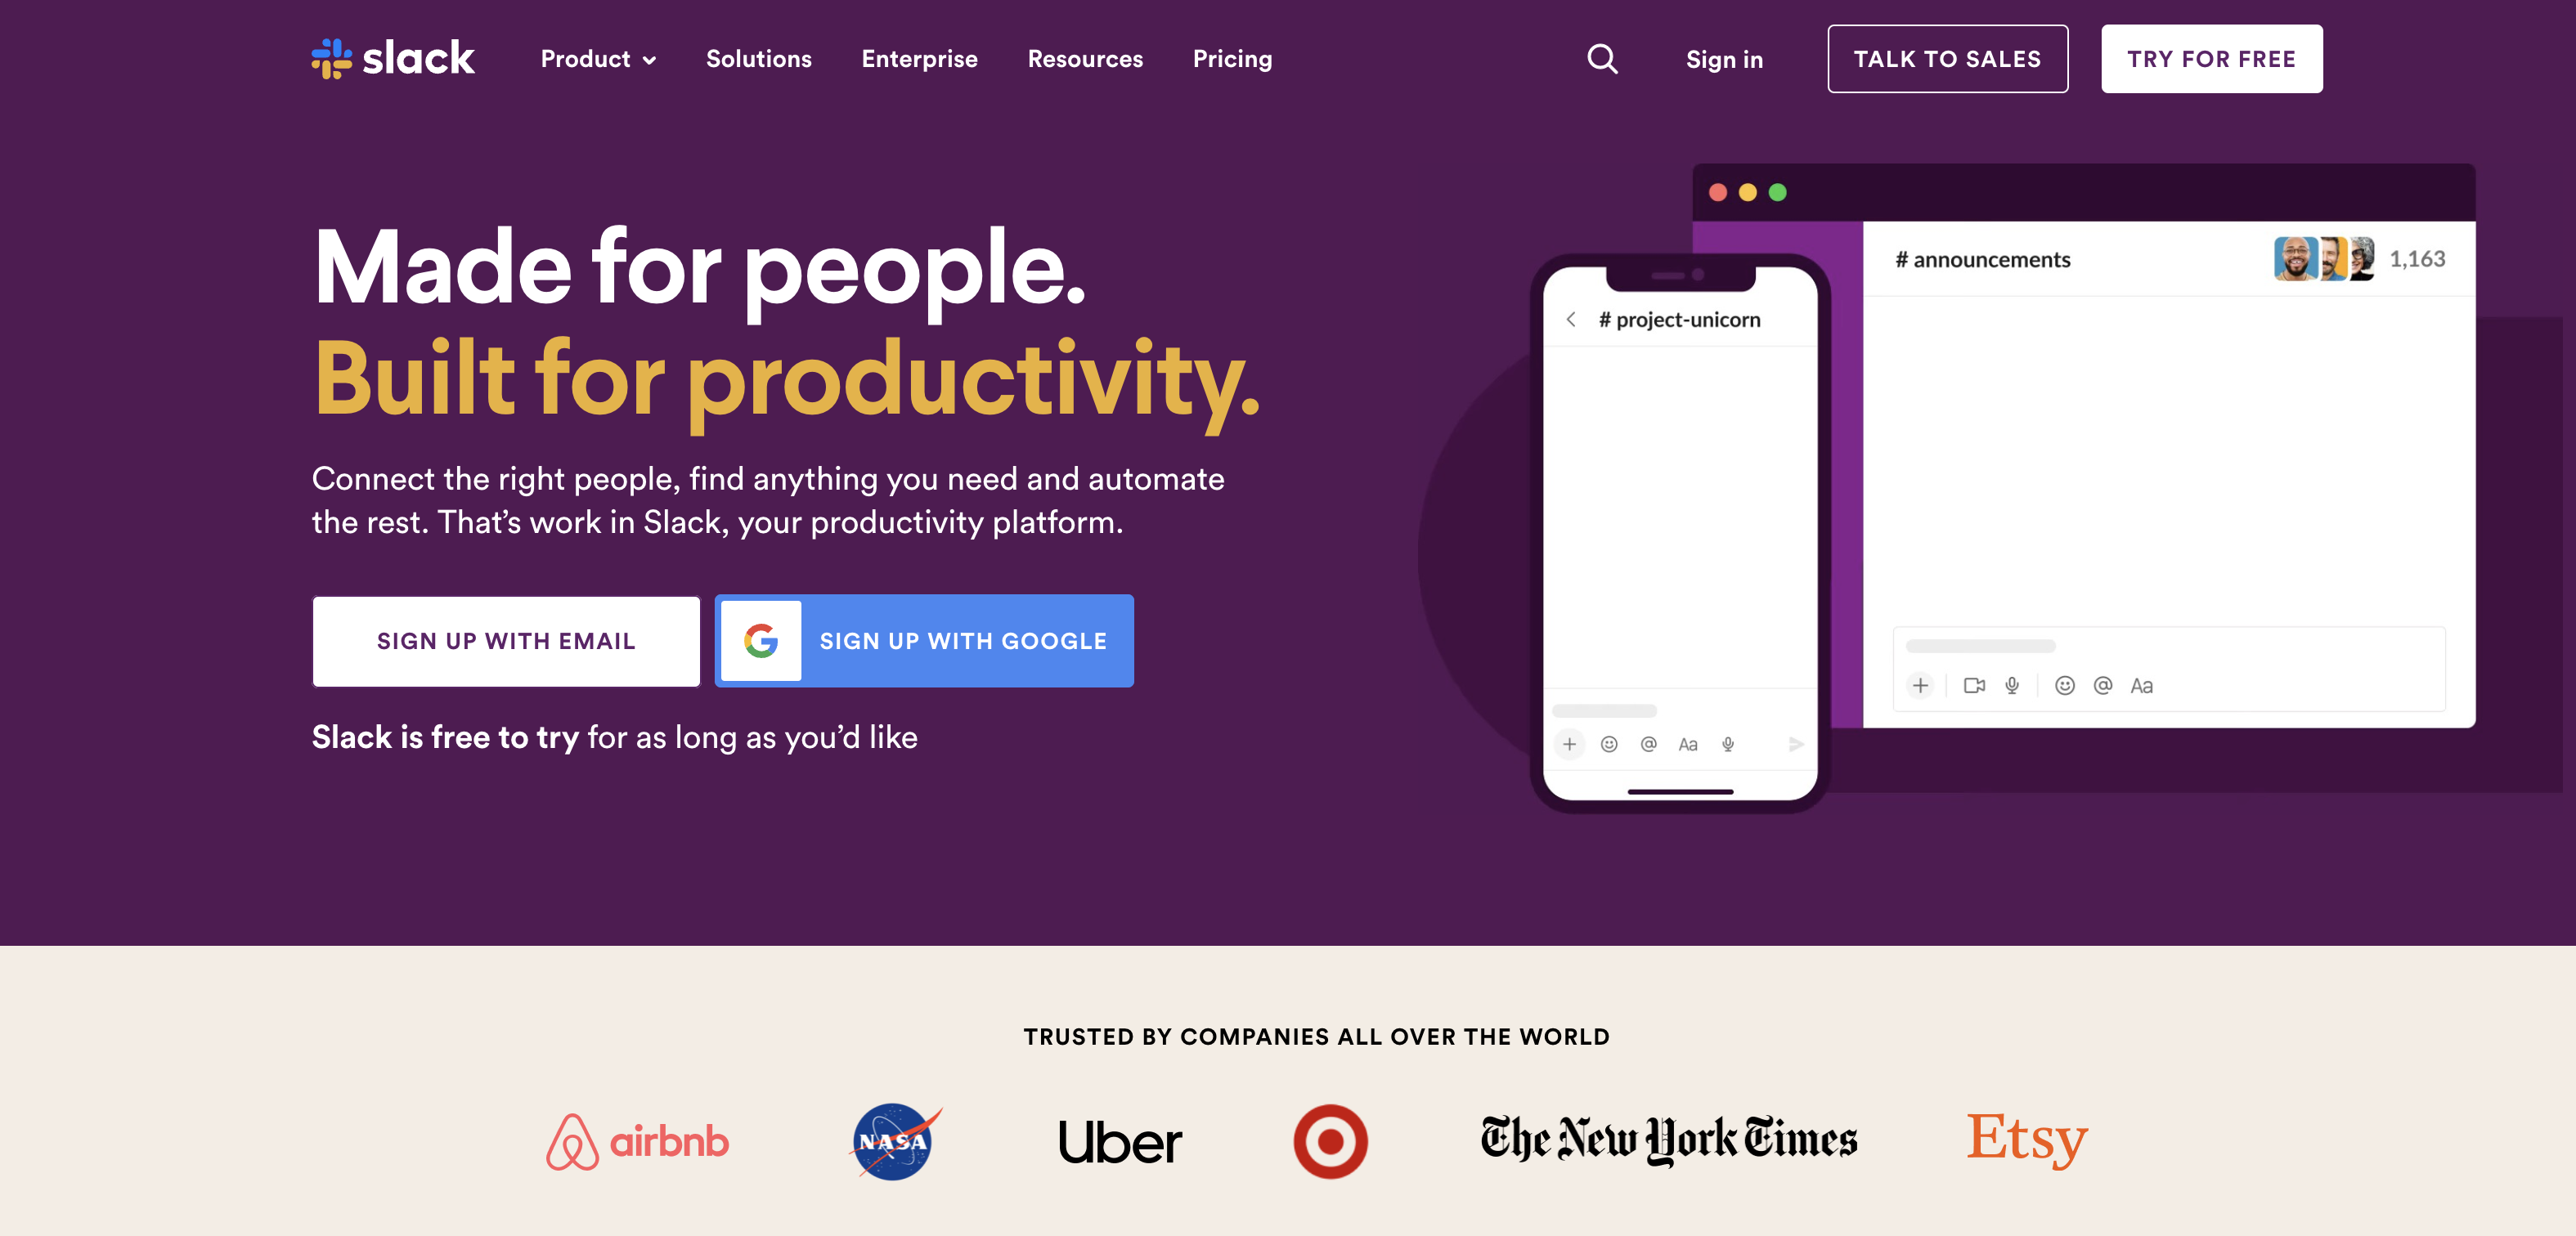 slack
Product
Solutions
Enterprise
Resources
Pricing
Sign in
TALK TO SALES
TRY FOR FREE
Made for people.
Built for productivity.
Connect the right people, find anything you need and automate
the rest. That’s work in Slack, your productivity platform.
SIGN UP WITH EMAIL
G SIGN UP WITH GOOGLE
Slack is free to try for as long as you’d like
# announcements
1,163
@ Aa
# project-unicorn
@ Aa
TRUSTED BY COMPANIES ALL OVER THE WORLD
airbnb
NASA
Uber
The New York Times
Etsy